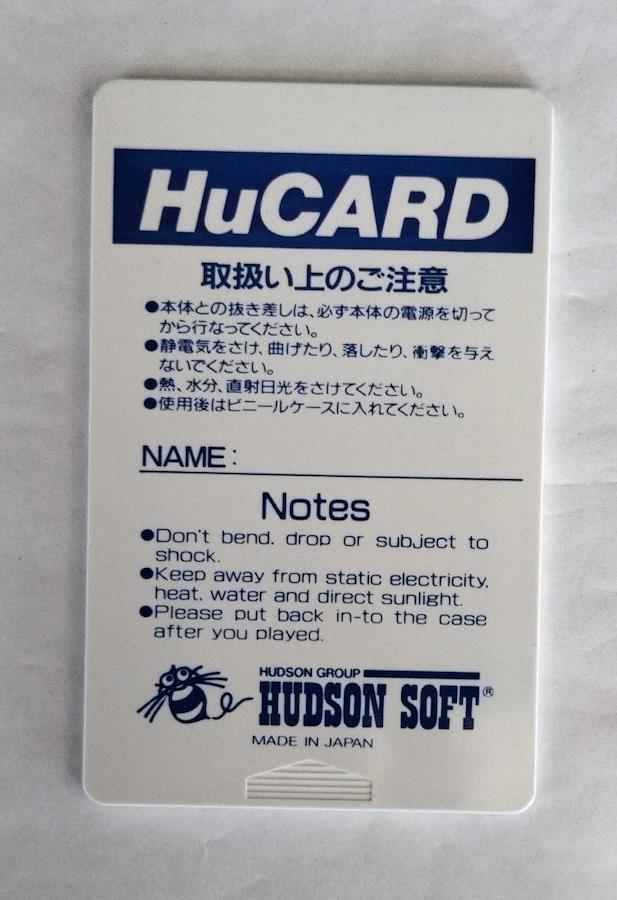 HuCARD
取扱い上のご注意
●本体との抜き差しは、必ず本体の電源を切って
から行なってください。
●静電気をさけ、曲げたり、落したり、衝撃を与え
ないでください。
●熱、水分、直射日光をさけてください。
●使用後はビニールケースに入れてください。
NAME:
Notes
●Don't bend, drop or subject to
shock.
●Keep away from static electricity,
heat, water and direct sunlight.
●Please put back in-to the case
after you played.
HUDSON GROUP
HUDSON SOFT®
MADE IN JAPAN